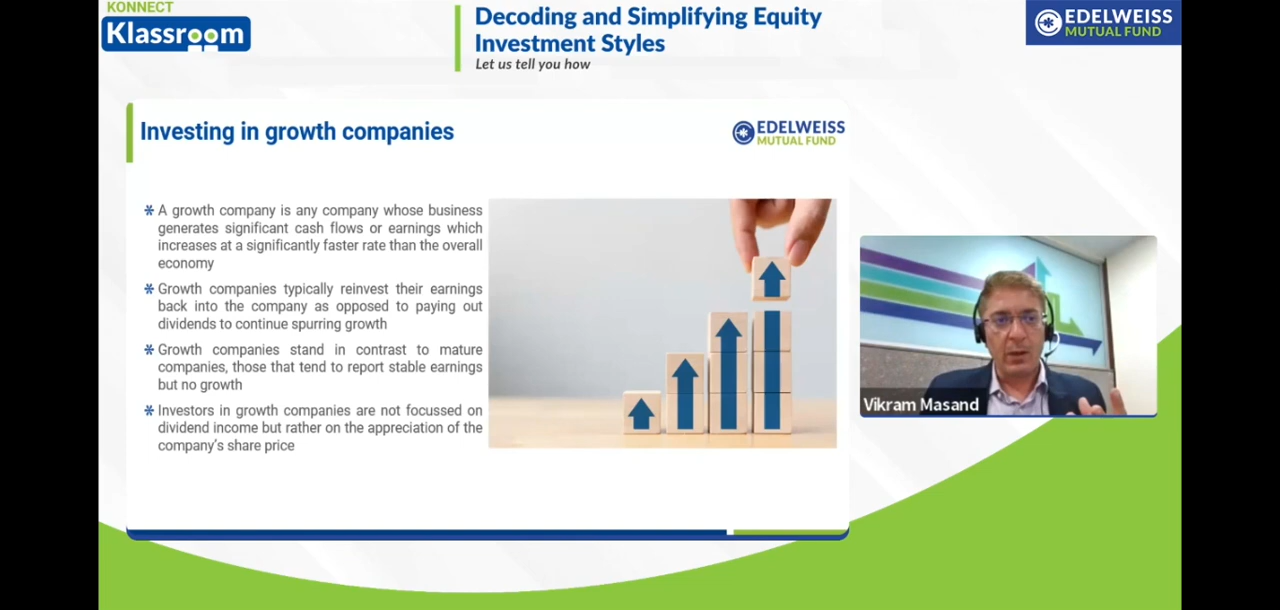 KONNECT
Klassroom
Decoding and Simplifying Equity
Investment Styles
Let us tell you how
EDELWEISS
MUTUAL FUND
Investing in growth companies
EDELWEISS
MUTUAL FUND
A growth company is any company whose business
generates significant cash flows or earnings which
increases at a significantly faster rate than the overall
economy
Growth companies typically reinvest their earnings
back into the company as opposed to paying out
dividends to continue spurring growth
Growth companies stand in contrast to mature
companies, those that tend to report stable earnings
but no growth
Investors in growth companies are not focussed on
dividend income but rather on the appreciation of the
company's share price
Vikram Masand